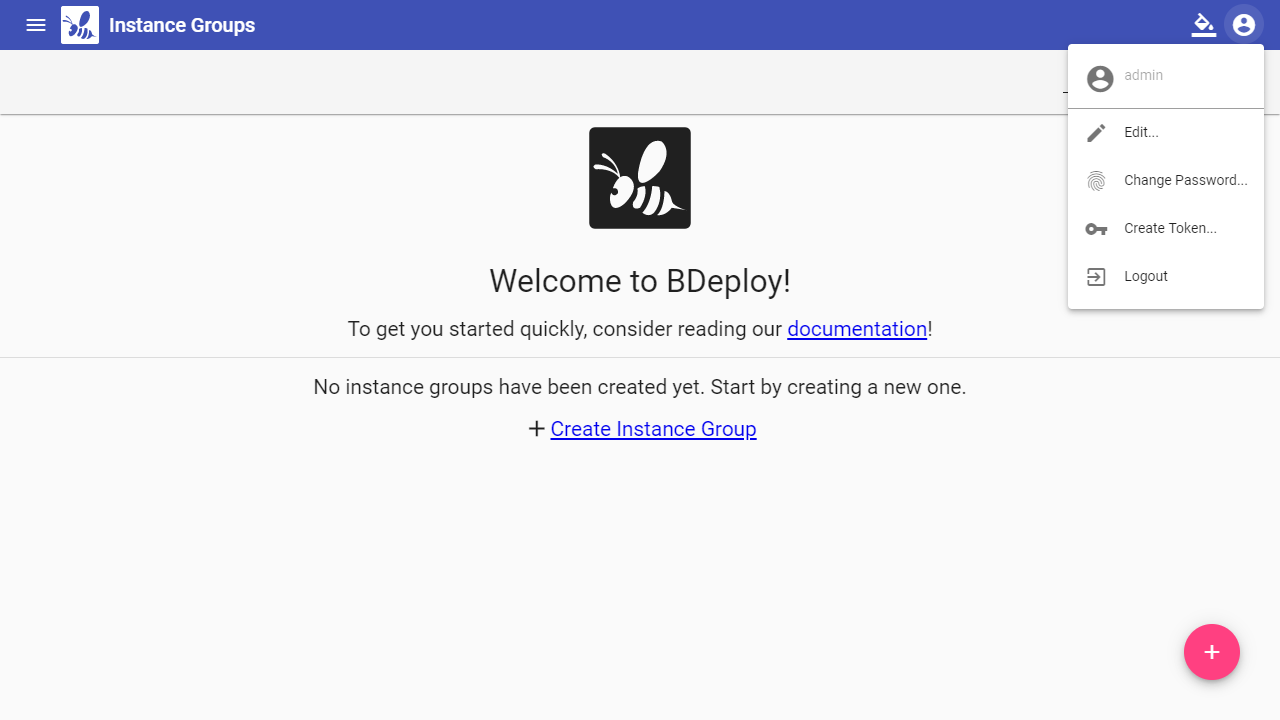 Instance Groups
admin
Edit...
Change Password...
Create Token...
Logout
Welcome to BDeploy!
To get you started quickly, consider reading our documentation!
No instance groups have been created yet. Start by creating a new one.
+ Create Instance Group
+